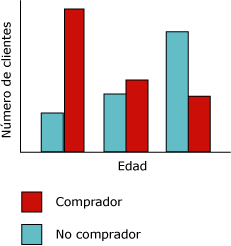 Número de clientes
Edad
Comprador
No comprador